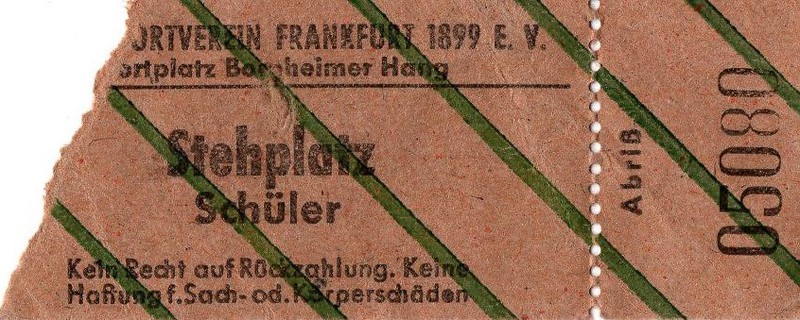 ORTVEREIN FRANKFURT 1899 E. V.
ortplatz Bornheimer Hang
Stehplatz
Schüler
Kein Recht auf Rückzahlung. Keine
Haftung f. Sach- od. Körperschäden
Abriß
05080